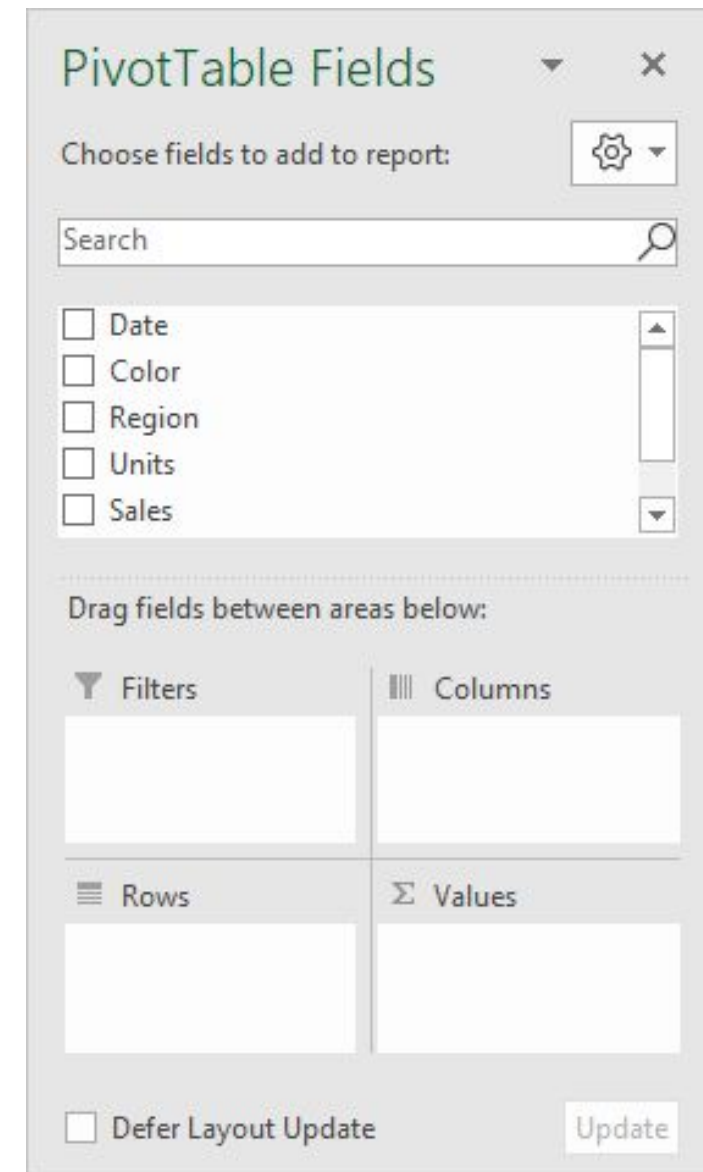 PivotTable Fields
Choose fields to add to report:
Search
Date
Color
Region
Units
Sales
Drag fields between areas below:
Filters
Columns
Rows
Σ Values
Defer Layout Update
Update